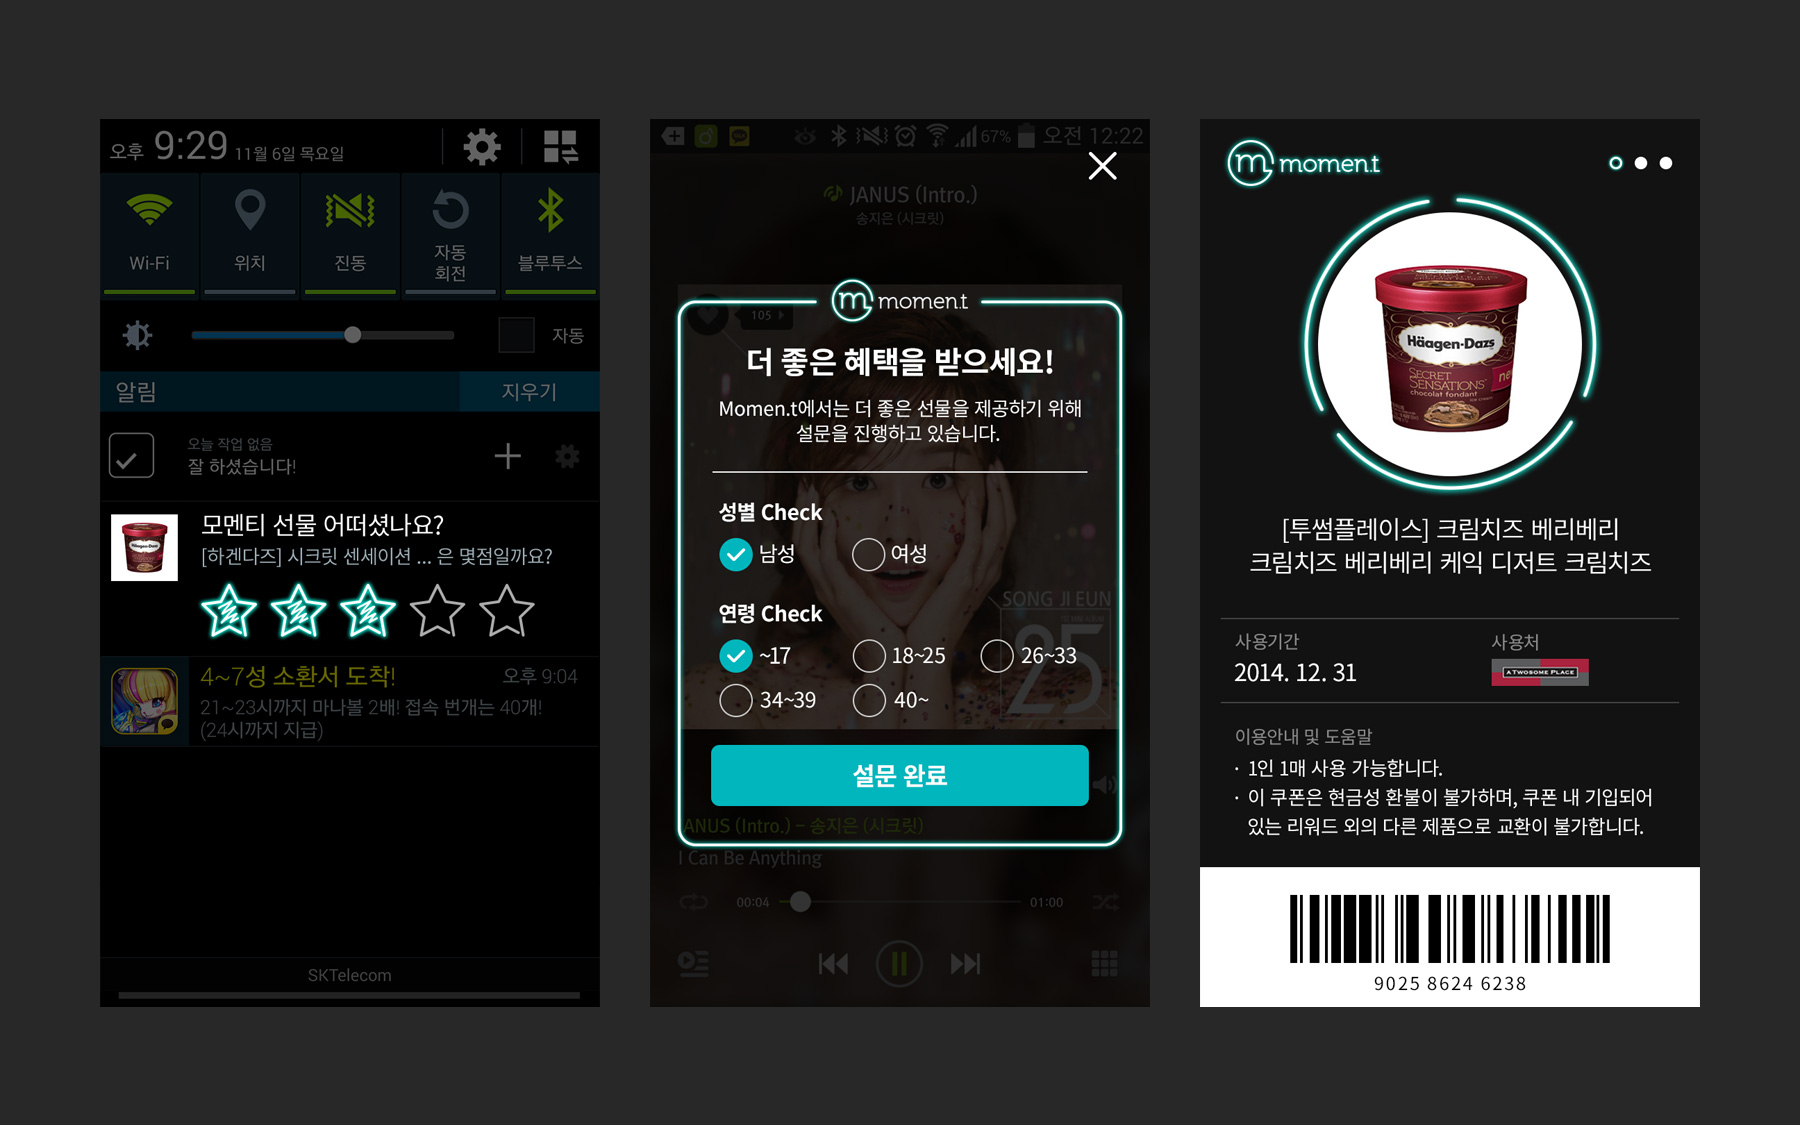 오후 9:29 11월 6일 목요일
Wi-Fi
위치
진동
자동
회전
블루투스
자동
알림
지우기
오늘 작업 없음
잘 하셨습니다!
Häagen-Dazs
모멘티 선물 어떠셨나요?
[하겐다즈] 시크릿 센세이션 ... 은 몇점일까요?
4~7성 소환서 도착!
오후 9:04
21~23시까지 마나볼 2배! 접속 번개는 40개!
(24시까지 지급)
SKTelecom
67% 오전 12:22
JANUS (Intro.)
송지은 (시크릿)
105
m momen.t
더 좋은 혜택을 받으세요!
Momen.t에서는 더 좋은 선물을 제공하기 위해
설문을 진행하고 있습니다.
성별 Check
남성
여성
연령 Check
~17
18~25
26~33
34~39
40~
SONG JI EUN
25
설문 완료
JANUS (Intro.) – 송지은 (시크릿)
I Can Be Anything
00:04
01:00
m momen.t
Häagen-Dazs
SECRET
SENSATIONS
chocolat fondant
ice cream
[투썸플레이스] 크림치즈 베리베리
크림치즈 베리베리 케익 디저트 크림치즈
사용기간
사용처
2014. 12. 31
A TWOSOME PLACE
이용안내 및 도움말
· 1인 1매 사용 가능합니다.
· 이 쿠폰은 현금성 환불이 불가하며, 쿠폰 내 기입되어
있는 리워드 외의 다른 제품으로 교환이 불가합니다.
9025 8624 6238